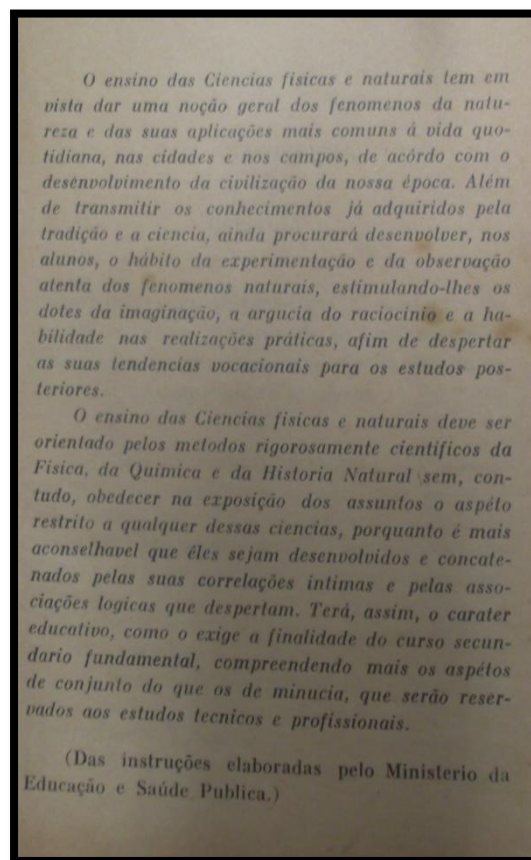 O ensino das Ciencias fisicas e naturais tem em
vista dar uma noção geral dos fenomenos da natu-
reza e das suas aplicações mais comuns á vida quo-
tidiana, nas cidades e nos campos, de acôrdo com o
desenvolvimento da civilização da nossa época. Além
de transmitir os conhecimentos já adquiridos pela
tradição e a ciencia, ainda procurará desenvolver, nos
alunos, o hábito da experimentação e da observação
atenta dos fenomenos naturais, estimulando-lhes os
dotes da imaginação, a argucia do raciocínio e a ha-
bilidade nas realizações práticas, afim de despertar
as suas tendencias vocacionais para os estudos pos-
teriores.
O ensino das Ciencias fisicas e naturais deve ser
orientado pelos metodos rigorosamente cientificos da
Fisica, da Quimica e da Historia Natural sem, con-
tudo, obedecer na exposição dos assuntos o aspéto
restrito a qualquer dessas ciencias, porquanto é mais
aconselhavel que êles sejam desenvolvidos e concate-
nados pelas suas correlações intimas e pelas asso-
ciações logicas que despertam. Terá, assim, o carater
educativo, como o exige a finalidade do curso secun-
dario fundamental, compreendendo mais os aspétos
de conjunto do que os de minucia, que serão reser-
vados aos estudos tecnicos e profissionais.
(Das instruções elaboradas pelo Ministerio da
Educação e Saúde Publica.)